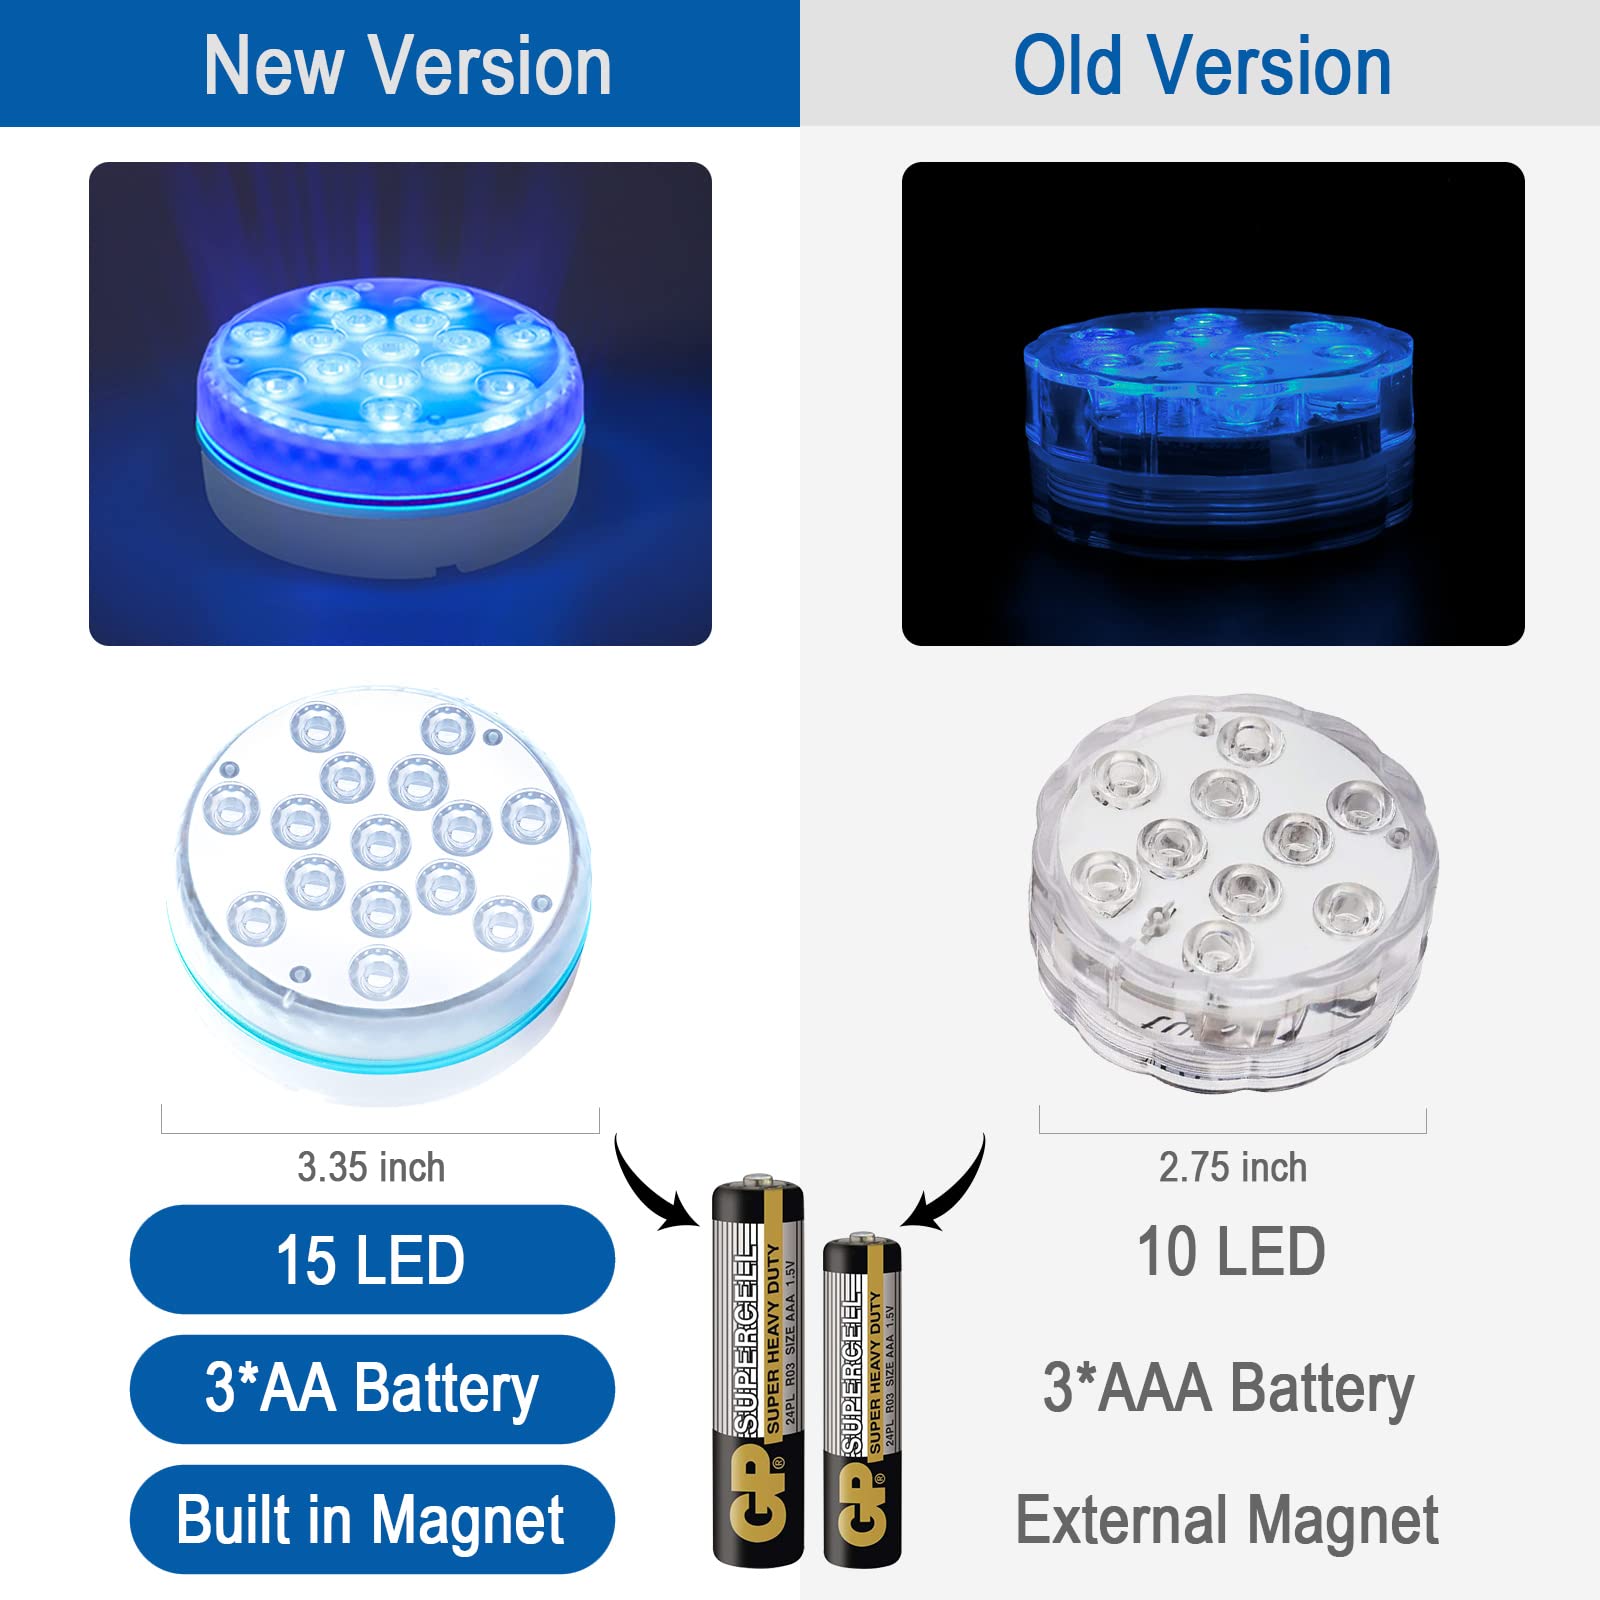 New Version
Old Version
3.35 inch
2.75 inch
15 LED
10 LED
3*AA Battery
3*AAA Battery
Built in Magnet
External Magnet
GP SUPERCELL
SUPER HEAVY DUTY
24PL R03 SIZE AAA 1.5V
GP SUPERCELL
SUPER HEAVY DUTY
24PL R03 SIZE AAA 1.5V